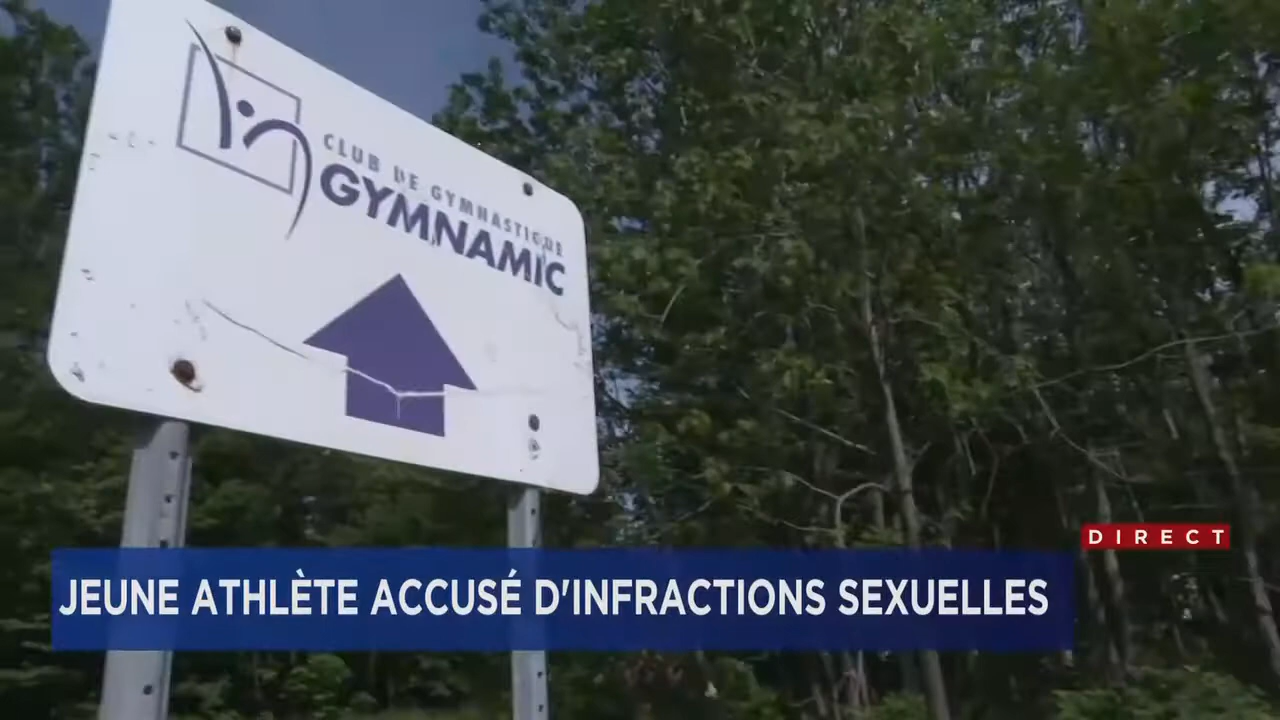 CLUB DE GYMNASTIQUE
GYMNAMIC
DIRECT
JEUNE ATHLÈTE ACCUSÉ D'INFRACTIONS SEXUELLES